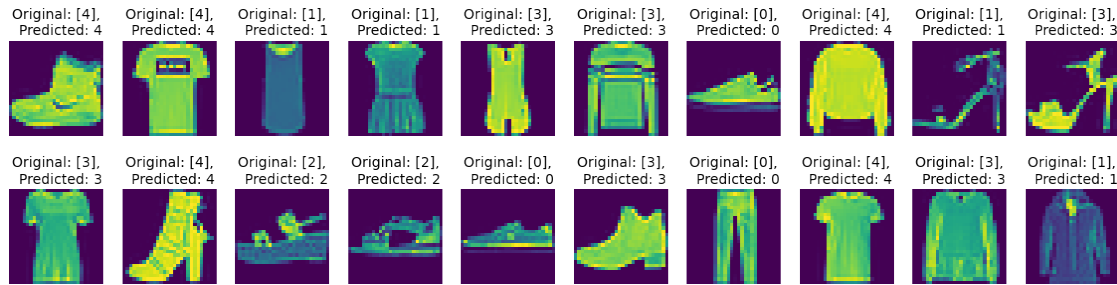 Original: [4],
Predicted: 4
Original: [4],
Predicted: 4
Original: [1],
Predicted: 1
Original: [1],
Predicted: 1
Original: [3],
Predicted: 3
Original: [3],
Predicted: 3
Original: [0],
Predicted: 0
Original: [4],
Predicted: 4
Original: [1],
Predicted: 1
Original: [3],
Predicted: 3
Original: [3],
Predicted: 3
Original: [4],
Predicted: 4
Original: [2],
Predicted: 2
Original: [2],
Predicted: 2
Original: [0],
Predicted: 0
Original: [3],
Predicted: 3
Original: [0],
Predicted: 0
Original: [4],
Predicted: 4
Original: [3],
Predicted: 3
Original: [1],
Predicted: 1